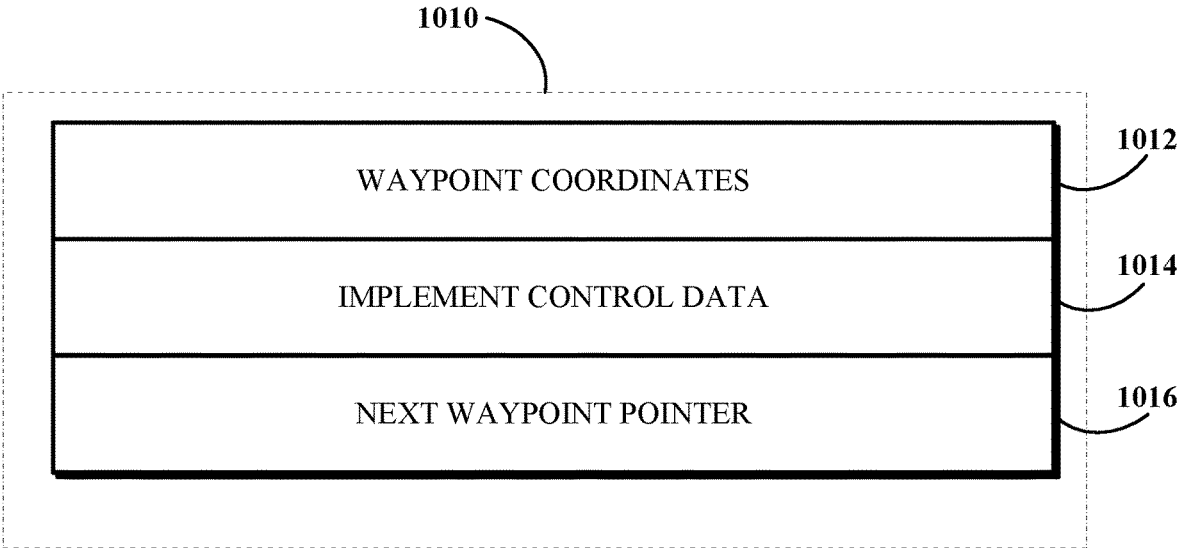 1010
WAYPOINT COORDINATES
1012
IMPLEMENT CONTROL DATA
1014
NEXT WAYPOINT POINTER
1016